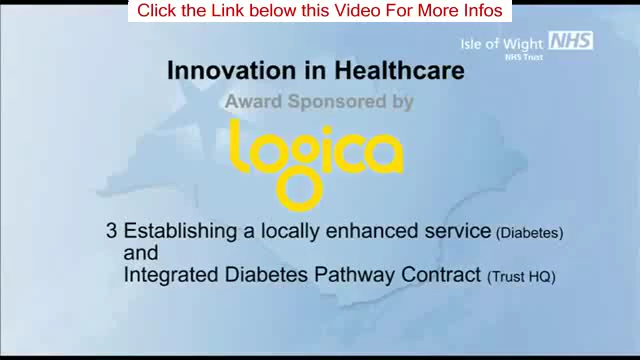 Click the Link below this Video For More Infos
Isle of Wight NHS
NHS Trust
Innovation in Healthcare
Award Sponsored by
logica
3 Establishing a locally enhanced service (Diabetes)
and
Integrated Diabetes Pathway Contract (Trust HQ)